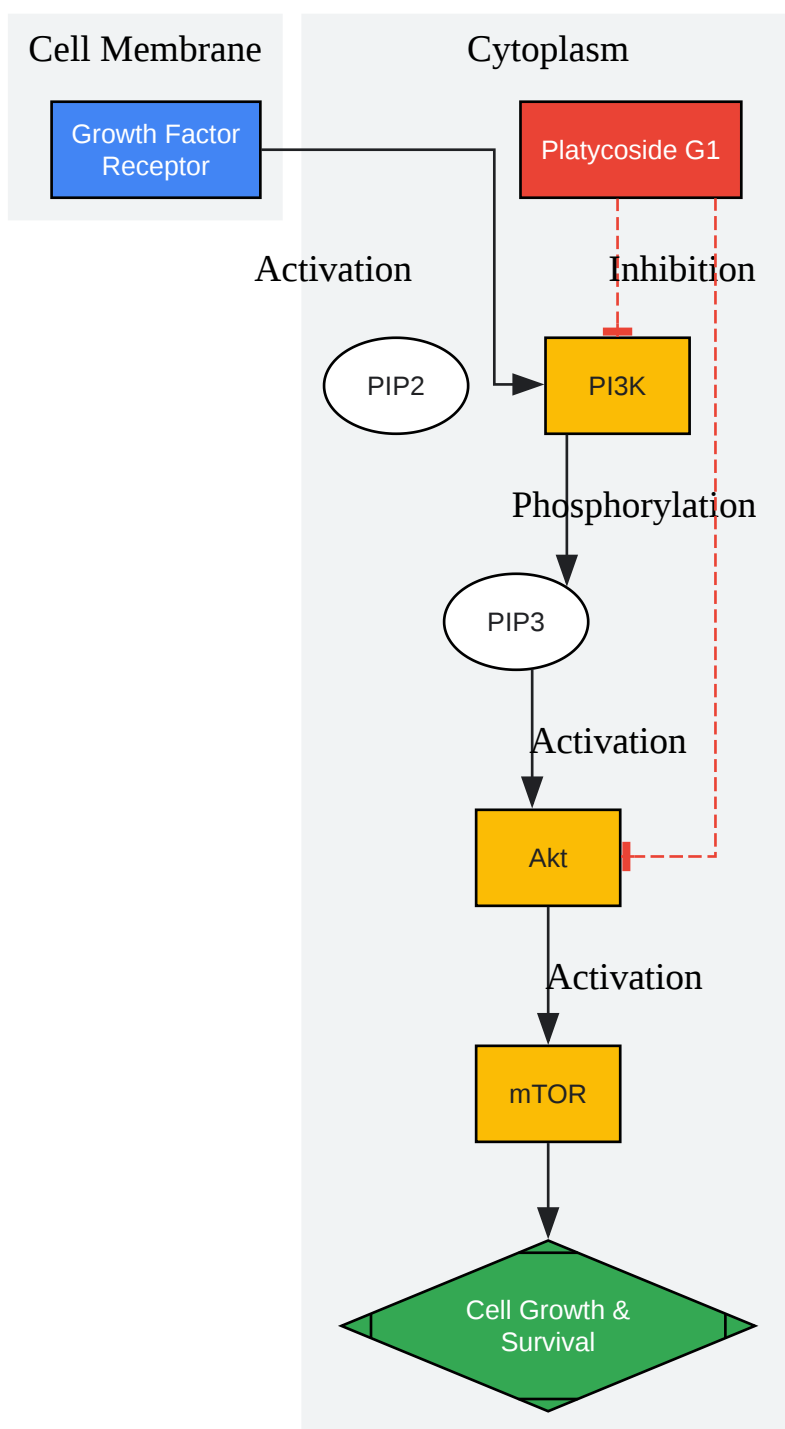 Cell Membrane
Cytoplasm
Growth Factor
Receptor
Platycoside G1
Activation
Inhibition
PIP2
PI3K
Phosphorylation
PIP3
Activation
Akt
Activation
mTOR
Cell Growth &
Survival